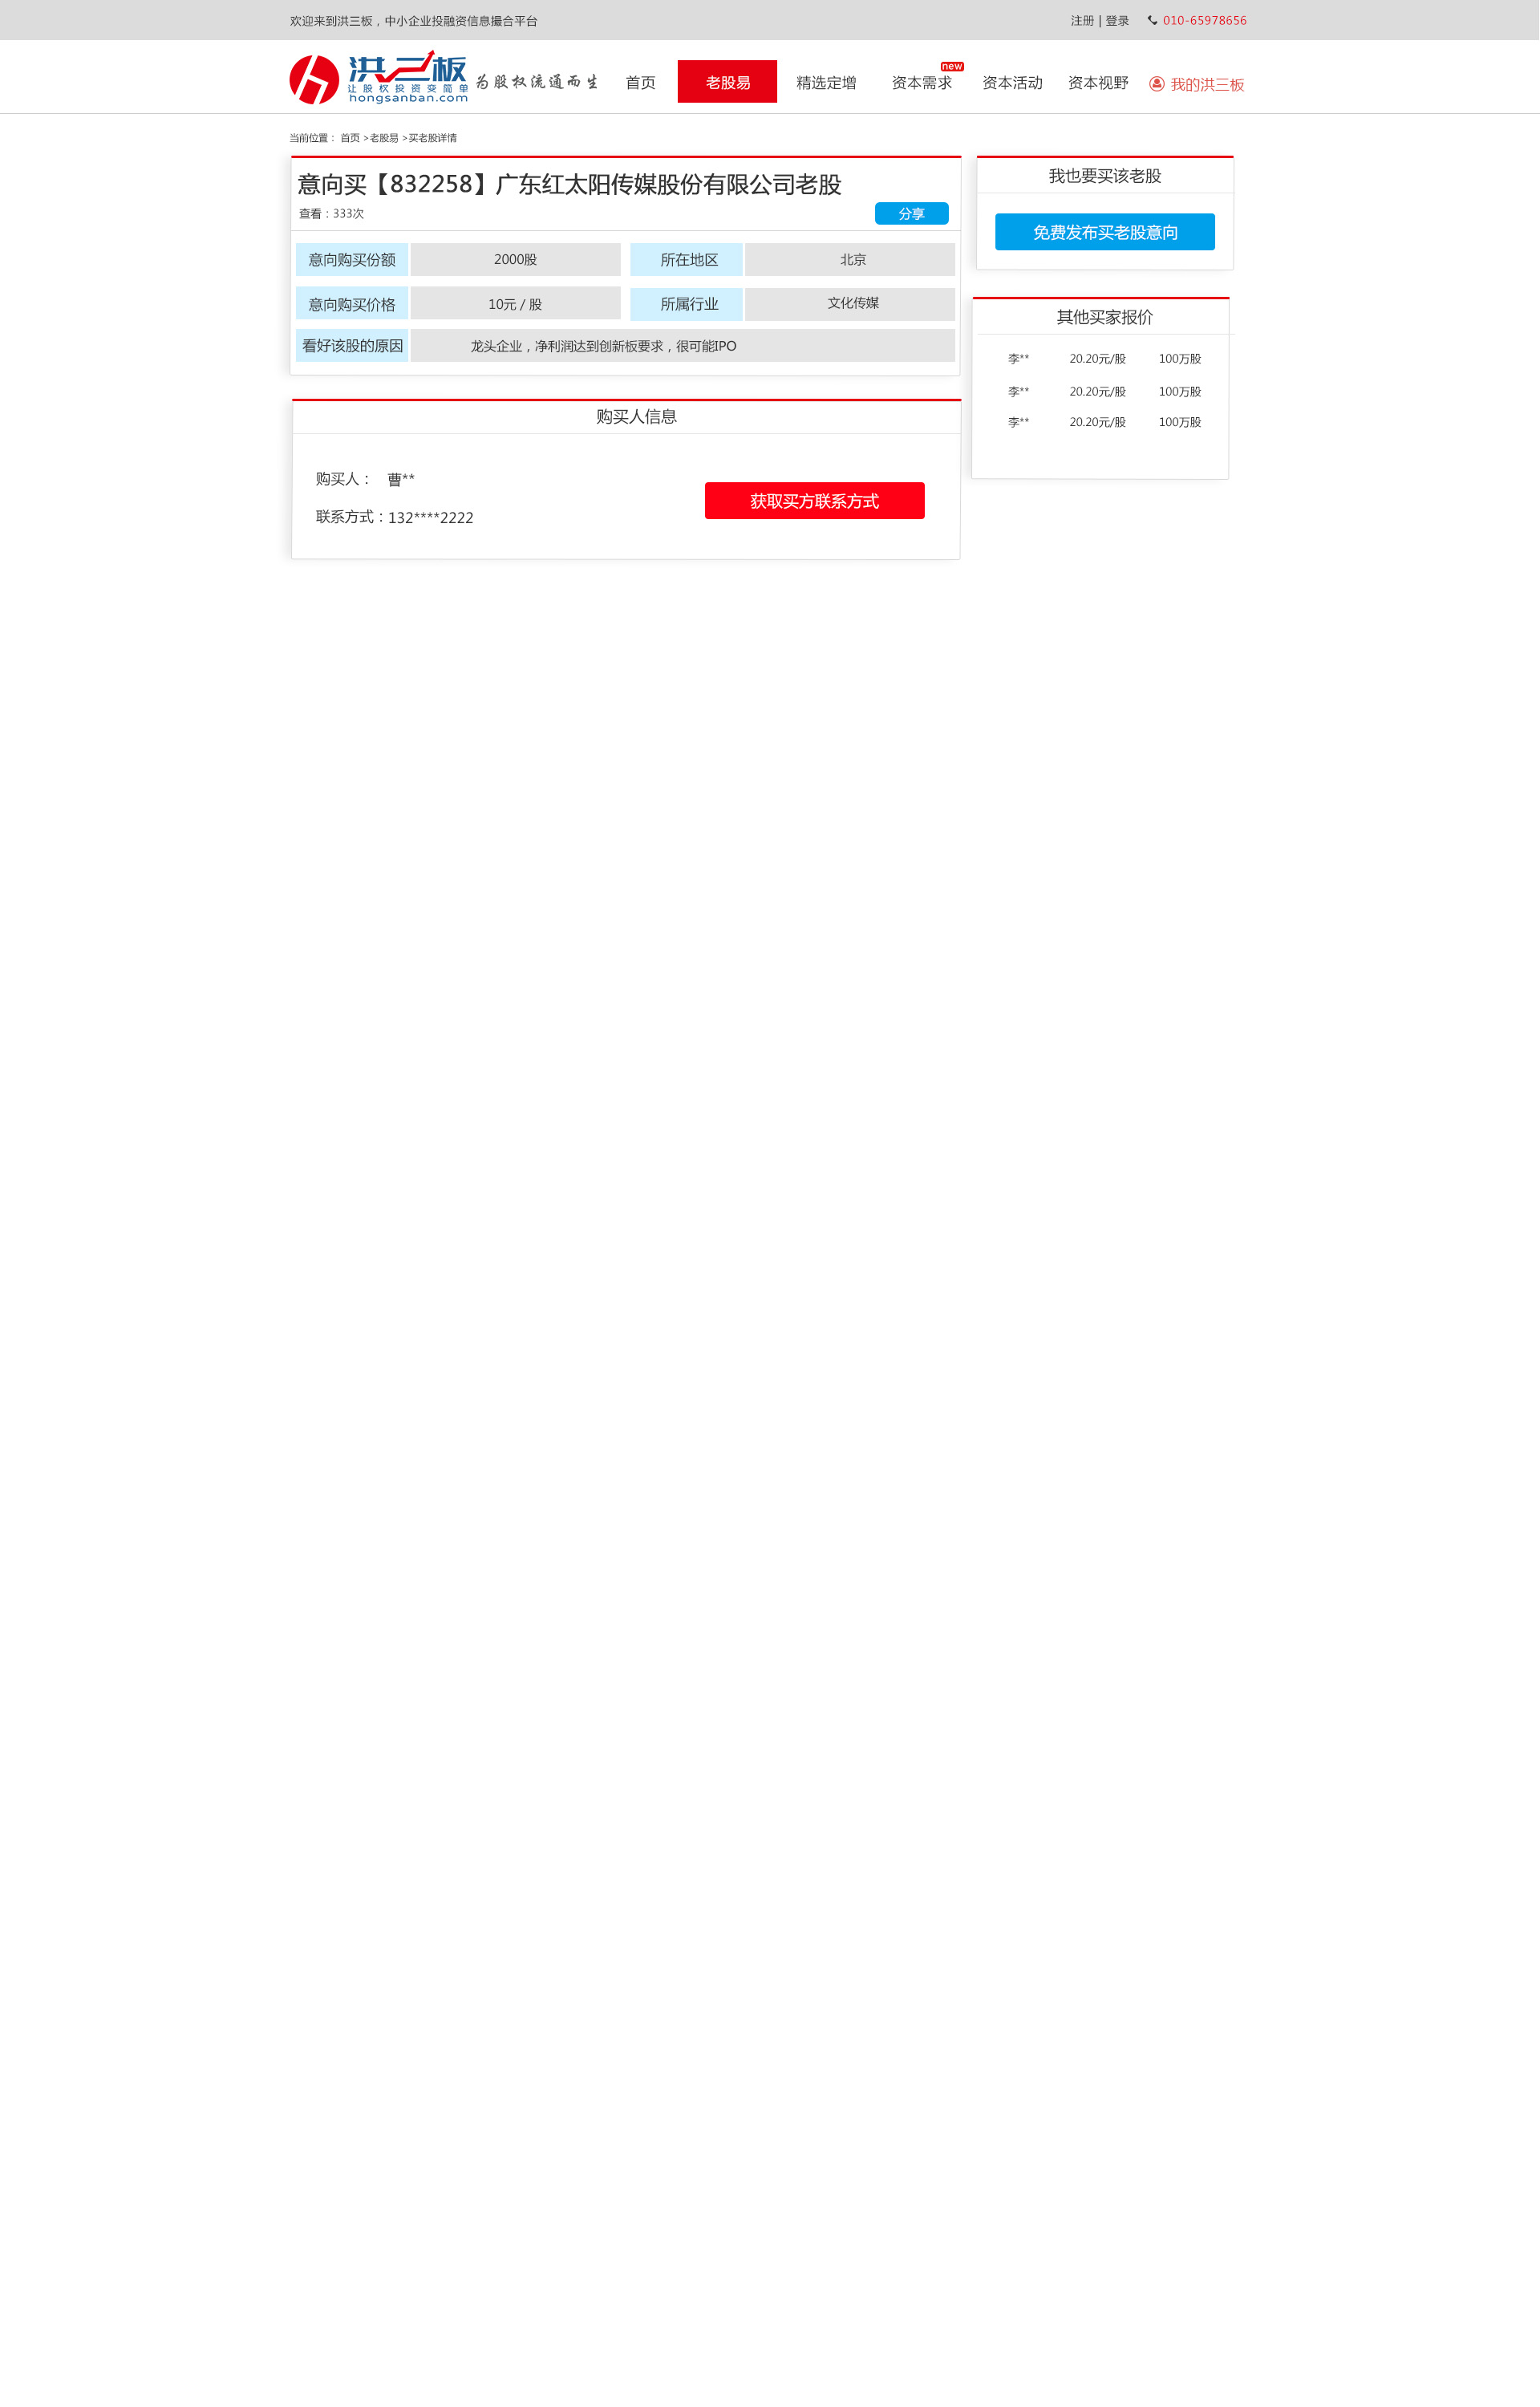 欢迎来到洪三板，中小企业投融资信息撮合平台
注册 | 登录
010-65978656
洪三板
让股权投资变简单
hongsanban.com
为股权流通而生
首页
老股易
精选定增
资本需求
new
资本活动
资本视野
我的洪三板
当前位置： 首页 >老股易 >买老股详情
意向买【832258】广东红太阳传媒股份有限公司老股
查看：333次
分享
意向购买份额 2000股 所在地区 北京
意向购买价格 10元 / 股 所属行业 文化传媒
看好该股的原因 龙头企业，净利润达到创新板要求，很可能IPO
购买人信息
购买人： 曹**
联系方式：132****2222
获取买方联系方式
我也要买该老股
免费发布买老股意向
其他买家报价
李** 20.20元/股 100万股
李** 20.20元/股 100万股
李** 20.20元/股 100万股